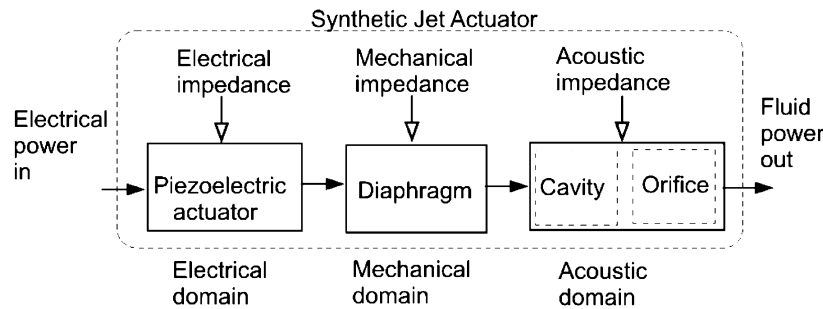 Synthetic Jet Actuator
Electrical
impedance
Mechanical
impedance
Acoustic
impedance
Electrical
power
in
Fluid
power
out
Piezoelectric
actuator
Diaphragm
Cavity
Orifice
Electrical
domain
Mechanical
domain
Acoustic
domain